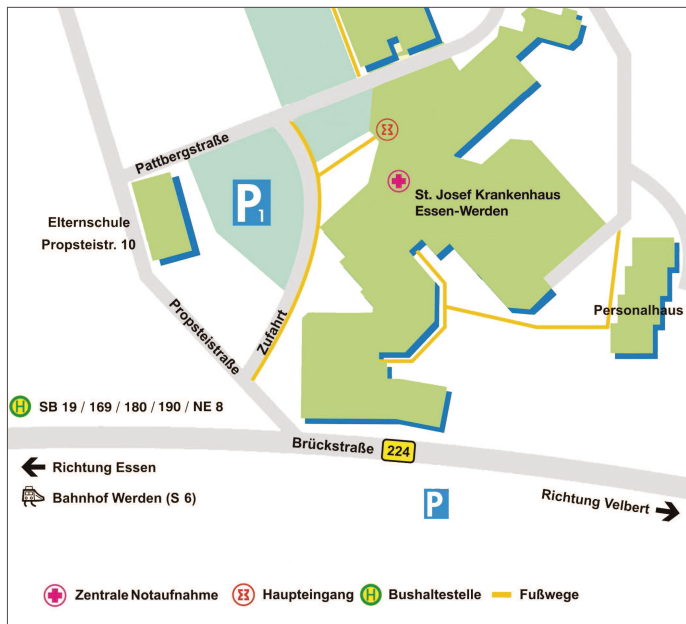 Pattbergstraße
P1
St. Josef Krankenhaus
Essen-Werden
Elternschule
Propsteistr. 10
Propsteistraße
Zufahrt
Personalhaus
H SB 19 / 169 / 180 / 190 / NE 8
Brückstraße 224
Richtung Essen
Bahnhof Werden (S 6)
P
Richtung Velbert
Zentrale Notaufnahme
Haupteingang
H Bushaltestelle
Fußwege